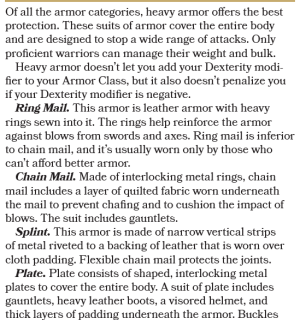 Of all the armor categories, heavy armor offers the best
protection. These suits of armor cover the entire body
and are designed to stop a wide range of attacks. Only
proficient warriors can manage their weight and bulk.
Heavy armor doesn't let you add your Dexterity modi-
fier to your Armor Class, but it also doesn't penalize you
if your Dexterity modifier is negative.
Ring Mail. This armor is leather armor with heavy
rings sewn into it. The rings help reinforce the armor
against blows from swords and axes. Ring mail is inferior
to chain mail, and it's usually worn only by those who
can't afford better armor.
Chain Mail. Made of interlocking metal rings, chain
mail includes a layer of quilted fabric worn underneath
the mail to prevent chafing and to cushion the impact of
blows. The suit includes gauntlets.
Splint. This armor is made of narrow vertical strips
of metal riveted to a backing of leather that is worn over
cloth padding. Flexible chain mail protects the joints.
Plate. Plate consists of shaped, interlocking metal
plates to cover the entire body. A suit of plate includes
gauntlets, heavy leather boots, a visored helmet, and
thick layers of padding underneath the armor. Buckles